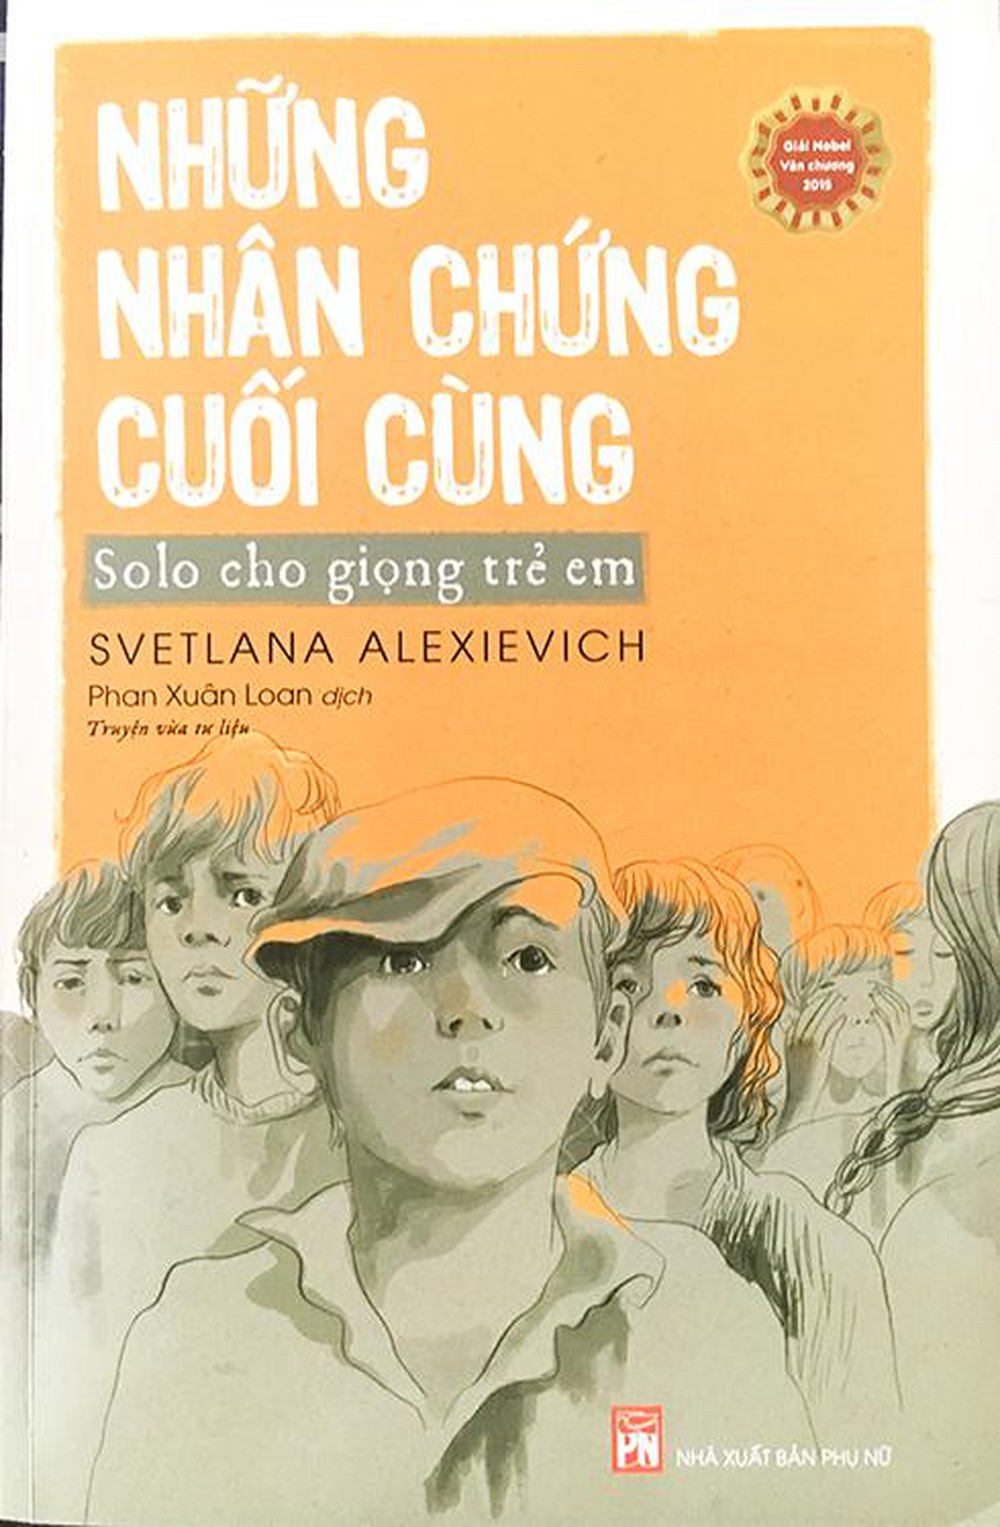 NHỮNG
NHÂN CHỨNG
CUỐI CÙNG
Giải Nobel
Văn chương
2015
Solo cho giọng trẻ em
SVETLANA ALEXIEVICH
Phan Xuân Loan dịch
Truyện vừa tư liệu
PN
NHÀ XUẤT BẢN PHỤ NỮ